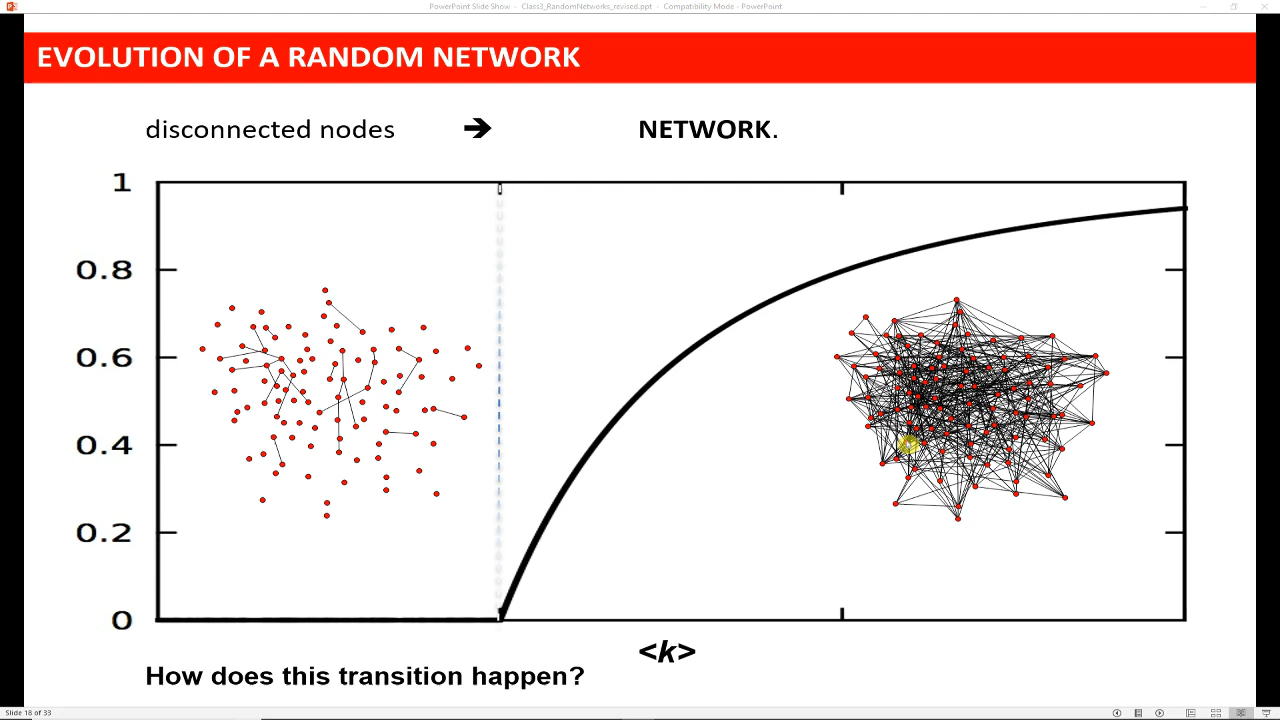 PowerPoint Slide Show - Class3_RandomNetworks_revised.ppt - Compatibility Mode - PowerPoint
EVOLUTION OF A RANDOM NETWORK
disconnected nodes ➔ NETWORK.
1
0.8
0.6
0.4
0.2
0
<k>
How does this transition happen?
Slide 18 of 33